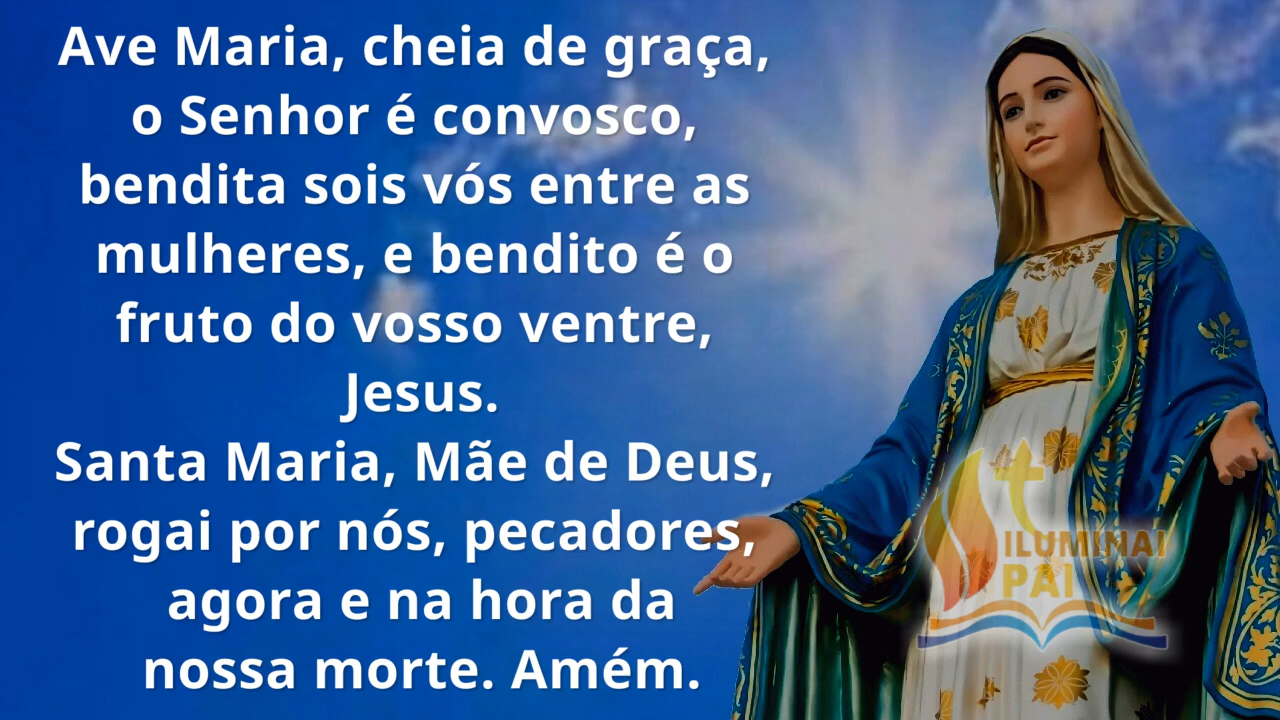 Ave Maria, cheia de graça,
o Senhor é convosco,
bendita sois vós entre as
mulheres, e bendito é o
fruto do vosso ventre,
Jesus.
Santa Maria, Mãe de Deus,
rogai por nós, pecadores,
agora e na hora da
nossa morte. Amém.
ILUMINAI
PAI